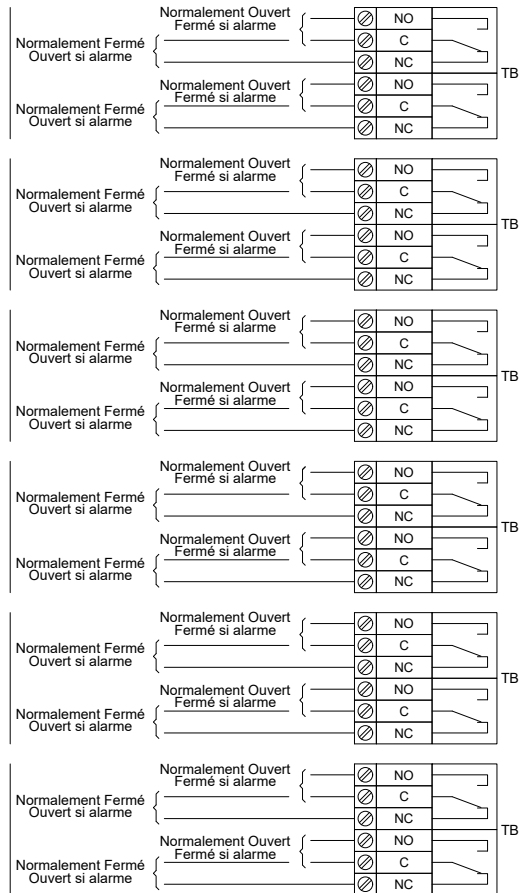 Normalement Ouvert
Fermé si alarme
NO
Normalement Fermé
Ouvert si alarme
C
NC
Normalement Ouvert
Fermé si alarme
NO
TB
Normalement Fermé
Ouvert si alarme
C
NC
Normalement Ouvert
Fermé si alarme
NO
Normalement Fermé
Ouvert si alarme
C
NC
Normalement Ouvert
Fermé si alarme
NO
TB
Normalement Fermé
Ouvert si alarme
C
NC
Normalement Ouvert
Fermé si alarme
NO
Normalement Fermé
Ouvert si alarme
C
NC
Normalement Ouvert
Fermé si alarme
NO
TB
Normalement Fermé
Ouvert si alarme
C
NC
Normalement Ouvert
Fermé si alarme
NO
Normalement Fermé
Ouvert si alarme
C
NC
Normalement Ouvert
Fermé si alarme
NO
TB
Normalement Fermé
Ouvert si alarme
C
NC
Normalement Ouvert
Fermé si alarme
NO
Normalement Fermé
Ouvert si alarme
C
NC
Normalement Ouvert
Fermé si alarme
NO
TB
Normalement Fermé
Ouvert si alarme
C
NC
Normalement Ouvert
Fermé si alarme
NO
Normalement Fermé
Ouvert si alarme
C
NC
Normalement Ouvert
Fermé si alarme
NO
TB
Normalement Fermé
Ouvert si alarme
C
NC